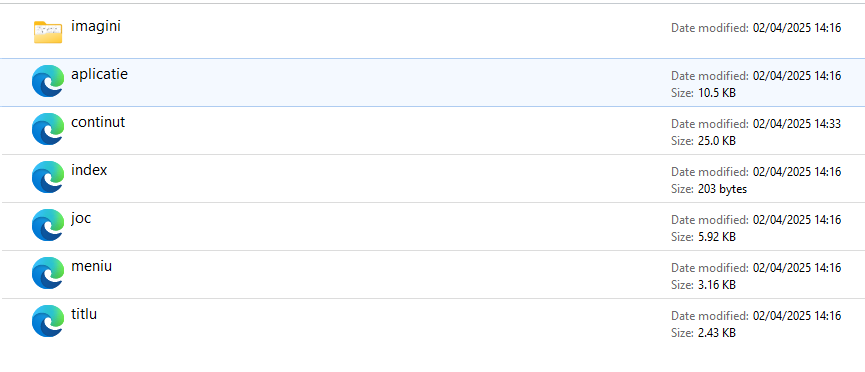 imagini Date modified: 02/04/2025 14:16
aplicatie Date modified: 02/04/2025 14:16
Size: 10.5 KB
continut Date modified: 02/04/2025 14:33
Size: 25.0 KB
index Date modified: 02/04/2025 14:16
Size: 203 bytes
joc Date modified: 02/04/2025 14:16
Size: 5.92 KB
meniu Date modified: 02/04/2025 14:16
Size: 3.16 KB
titlu Date modified: 02/04/2025 14:16
Size: 2.43 KB